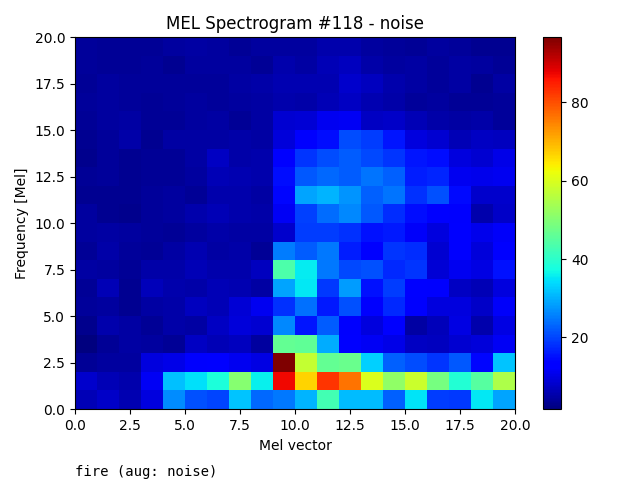 MEL Spectrogram #118 - noise
20.0
17.5
15.0
12.5
10.0
7.5
5.0
2.5
0.0
Frequency [Mel]
0.0 2.5 5.0 7.5 10.0 12.5 15.0 17.5 20.0
Mel vector
80
60
40
20
fire (aug: noise)